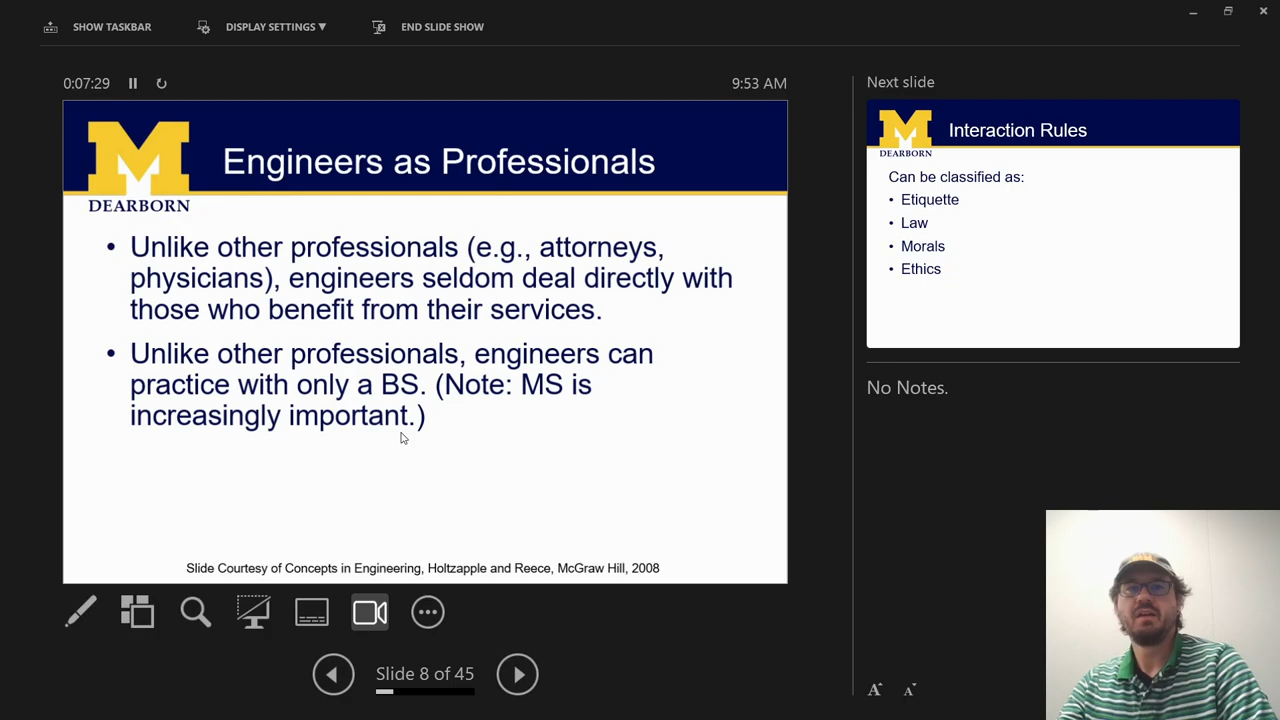 SHOW TASKBAR
DISPLAY SETTINGS ▼
END SLIDE SHOW
0:07:29
9:53 AM
M
DEARBORN
Engineers as Professionals
• Unlike other professionals (e.g., attorneys,
physicians), engineers seldom deal directly with
those who benefit from their services.
• Unlike other professionals, engineers can
practice with only a BS. (Note: MS is
increasingly important.)
Slide Courtesy of Concepts in Engineering, Holtzapple and Reece, McGraw Hill, 2008
Slide 8 of 45
Next slide
M
DEARBORN
Interaction Rules
Can be classified as:
• Etiquette
• Law
• Morals
• Ethics
No Notes.
A A